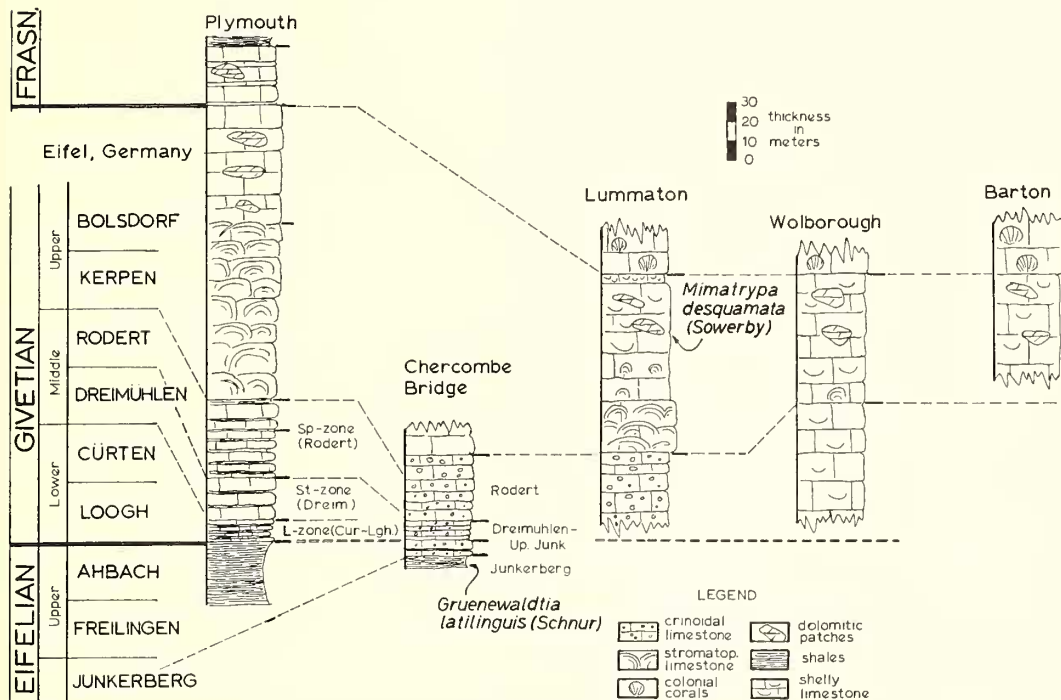 FRASN.
Plymouth
Eifel, Germany
30
20
10
0
thickness
in
meters
Lummaton
Wolborough
Barton
GIVETIAN
Upper
BOLSDORF
KERPEN
Middle
RODERT
DREIMÜHLEN
Lower
CÜRTEN
LOOGH
EIFELIAN
Upper
AHBACH
FREILINGEN
JUNKERBERG
Mimatrypa
desquamata
(Sowerby)
Chercombe
Bridge
Sp-zone
(Rodert)
St-zone
(Dreim)
L-zone(Cur-Lgh.)
Rodert
Dreimuhlen-
Up. Junk
Junkerberg
Gruenewaldtia
latilinguis (Schnur)
LEGEND
crinoidal
limestone
dolomitic
patches
stromatop.
limestone
shales
colonial
corals
shelly
limestone